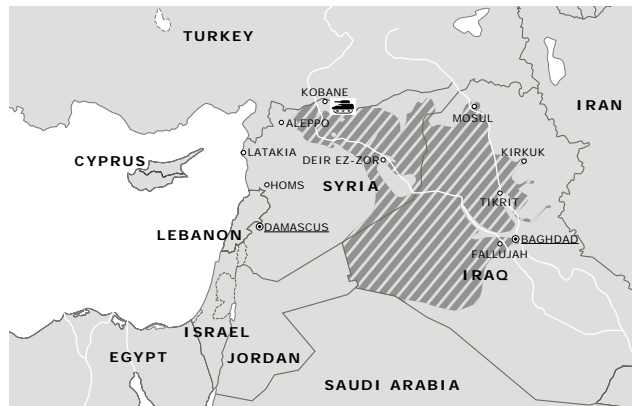 TURKEY
KOBANE
IRAN
ALEPPO
MOSUL
CYPRUS
LATAKIA
DEIR EZ-ZOR
KIRKUK
HOMS
SYRIA
TIKRIT
LEBANON
DAMASCUS
BAGHDAD
FALLUJAH
IRAQ
ISRAEL
EGYPT
JORDAN
SAUDI ARABIA